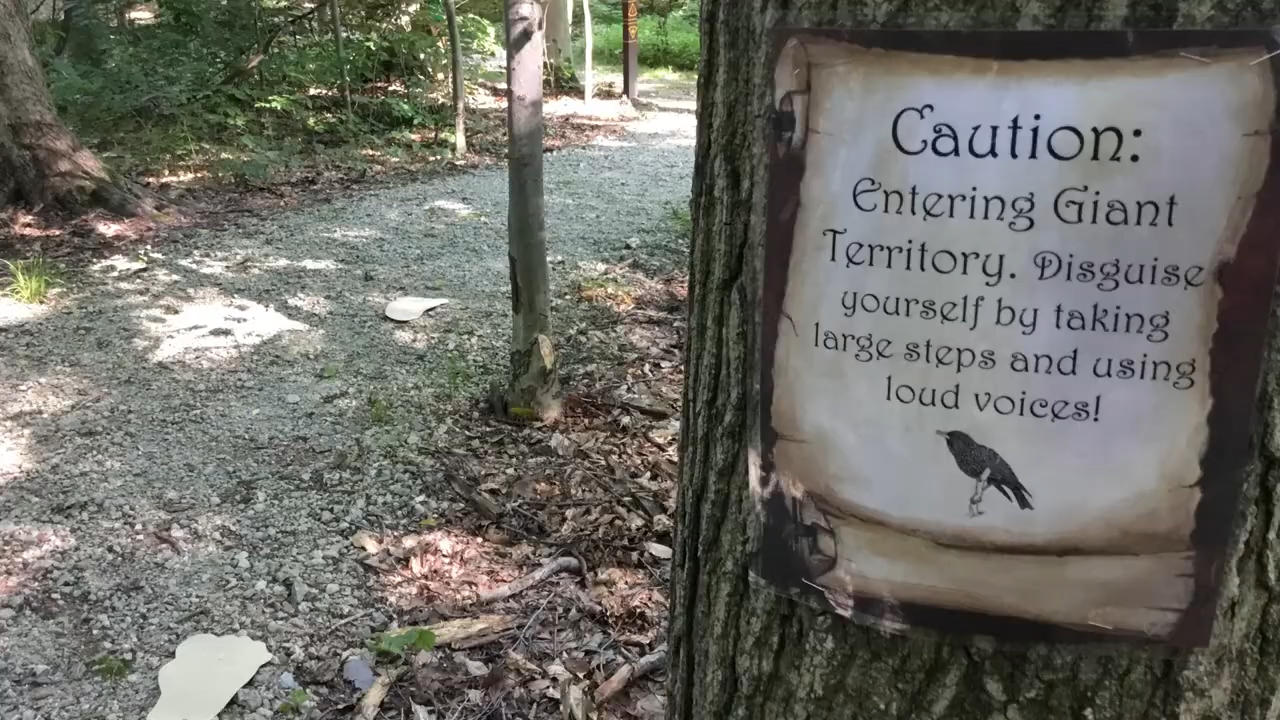 Caution:
Entering Giant
Territory. Disguise
yourself by taking
large steps and using
loud voices!